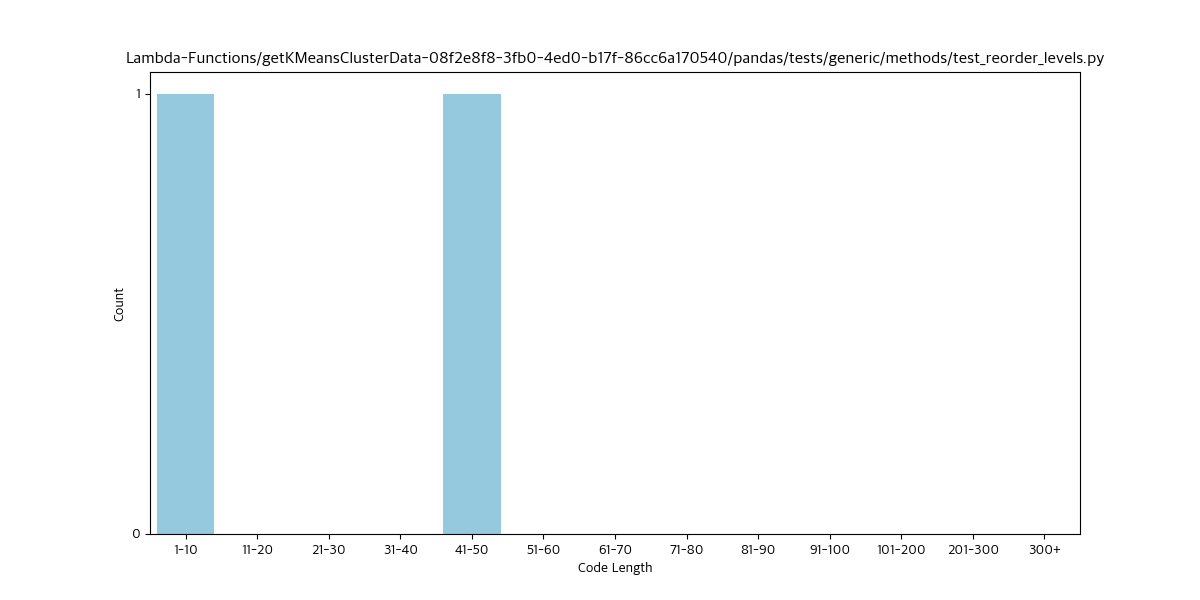 Lambda-Functions/getKMeansClusterData-08f2e8f8-3fb0-4ed0-b17f-86cc6a170540/pandas/tests/generic/methods/test_reorder_levels.py
1
Count
0
1-10 11-20 21-30 31-40 41-50 51-60 61-70 71-80 81-90 91-100 101-200 201-300 300+
Code Length